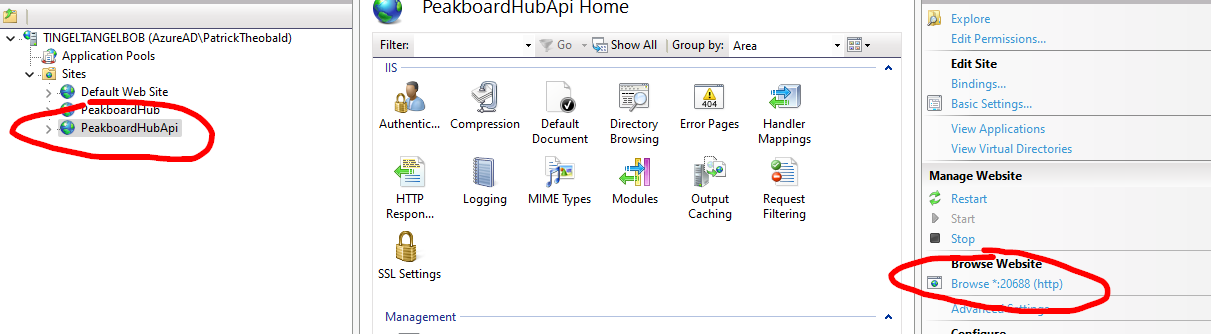 TINGELTANGELBOB (AzureAD\PatrickTheobald)
Application Pools
Sites
Default Web Site
PeakboardHub
PeakboardHubApi
PeakboardHubApi Home
Filter:
Go
Show All
Group by:
Area
IIS
Authentic...
Compression
Default
Document
Directory
Browsing
Error Pages
404
Handler
Mappings
HTTP
Respon...
Logging
MIME Types
Modules
Output
Caching
Request
Filtering
SSL Settings
Management
Explore
Edit Permissions...
Edit Site
Bindings...
Basic Settings...
View Applications
View Virtual Directories
Manage Website
Restart
Start
Stop
Browse Website
Browse *:20688 (http)
Advanced Settings...
Configure